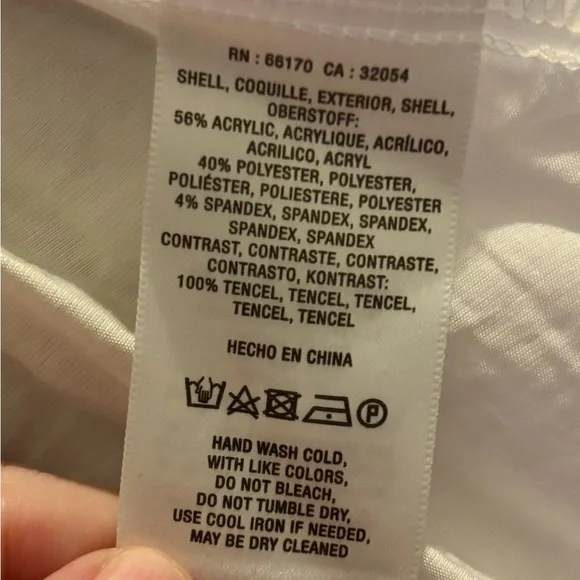 RN : 66170 CA : 32054
SHELL, COQUILLE, EXTERIOR, SHELL,
OBERSTOFF:
56% ACRYLIC, ACRYLIQUE, ACRÍLICO,
ACRILICO, ACRYL
40% POLYESTER, POLYESTER,
POLIÉSTER, POLIESTERE, POLYESTER
4% SPANDEX, SPANDEX, SPANDEX,
SPANDEX, SPANDEX
CONTRAST, CONTRASTE, CONTRASTE,
CONTRASTO, KONTRAST:
100% TENCEL, TENCEL, TENCEL,
TENCEL, TENCEL
HECHO EN CHINA
P
HAND WASH COLD,
WITH LIKE COLORS,
DO NOT BLEACH,
DO NOT TUMBLE DRY,
USE COOL IRON IF NEEDED,
MAY BE DRY CLEANED